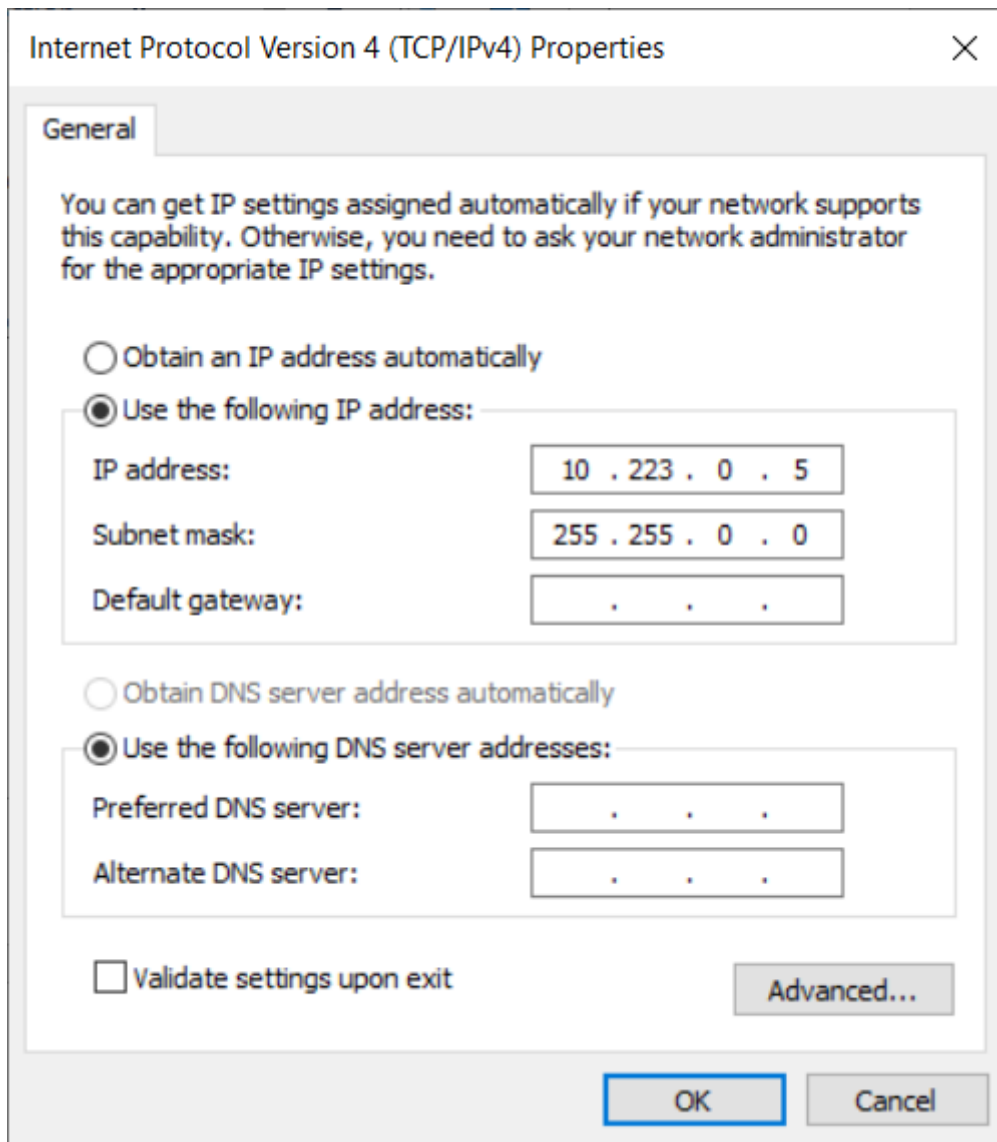 Internet Protocol Version 4 (TCP/IPv4) Properties
General
You can get IP settings assigned automatically if your network supports
this capability. Otherwise, you need to ask your network administrator
for the appropriate IP settings.
Obtain an IP address automatically
Use the following IP address:
IP address: 10 . 223 . 0 . 5
Subnet mask: 255 . 255 . 0 . 0
Default gateway: . . .
Obtain DNS server address automatically
Use the following DNS server addresses:
Preferred DNS server: . . .
Alternate DNS server: . . .
Validate settings upon exit
Advanced...
OK Cancel